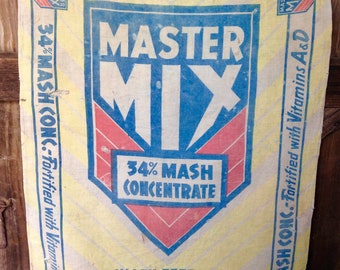 MASTER
MIX
34% MASH
CONCENTRATE
34% MASH CONC.-Fortified with Vitamins
MASH CONC.-Fortified with Vitamins A&D